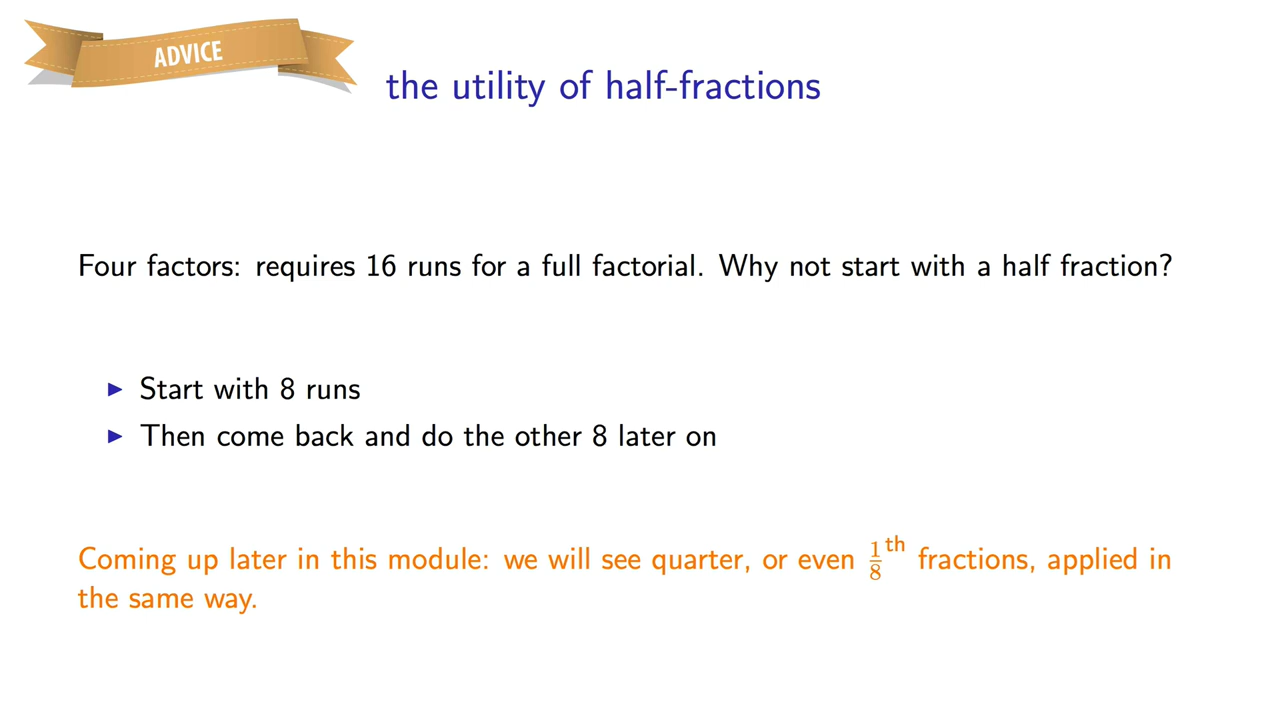 ADVICE
the utility of half-fractions
Four factors: requires 16 runs for a full factorial. Why not start with a half fraction?
▶ Start with 8 runs
▶ Then come back and do the other 8 later on
Coming up later in this module: we will see quarter, or even 1/8 th fractions, applied in
the same way.